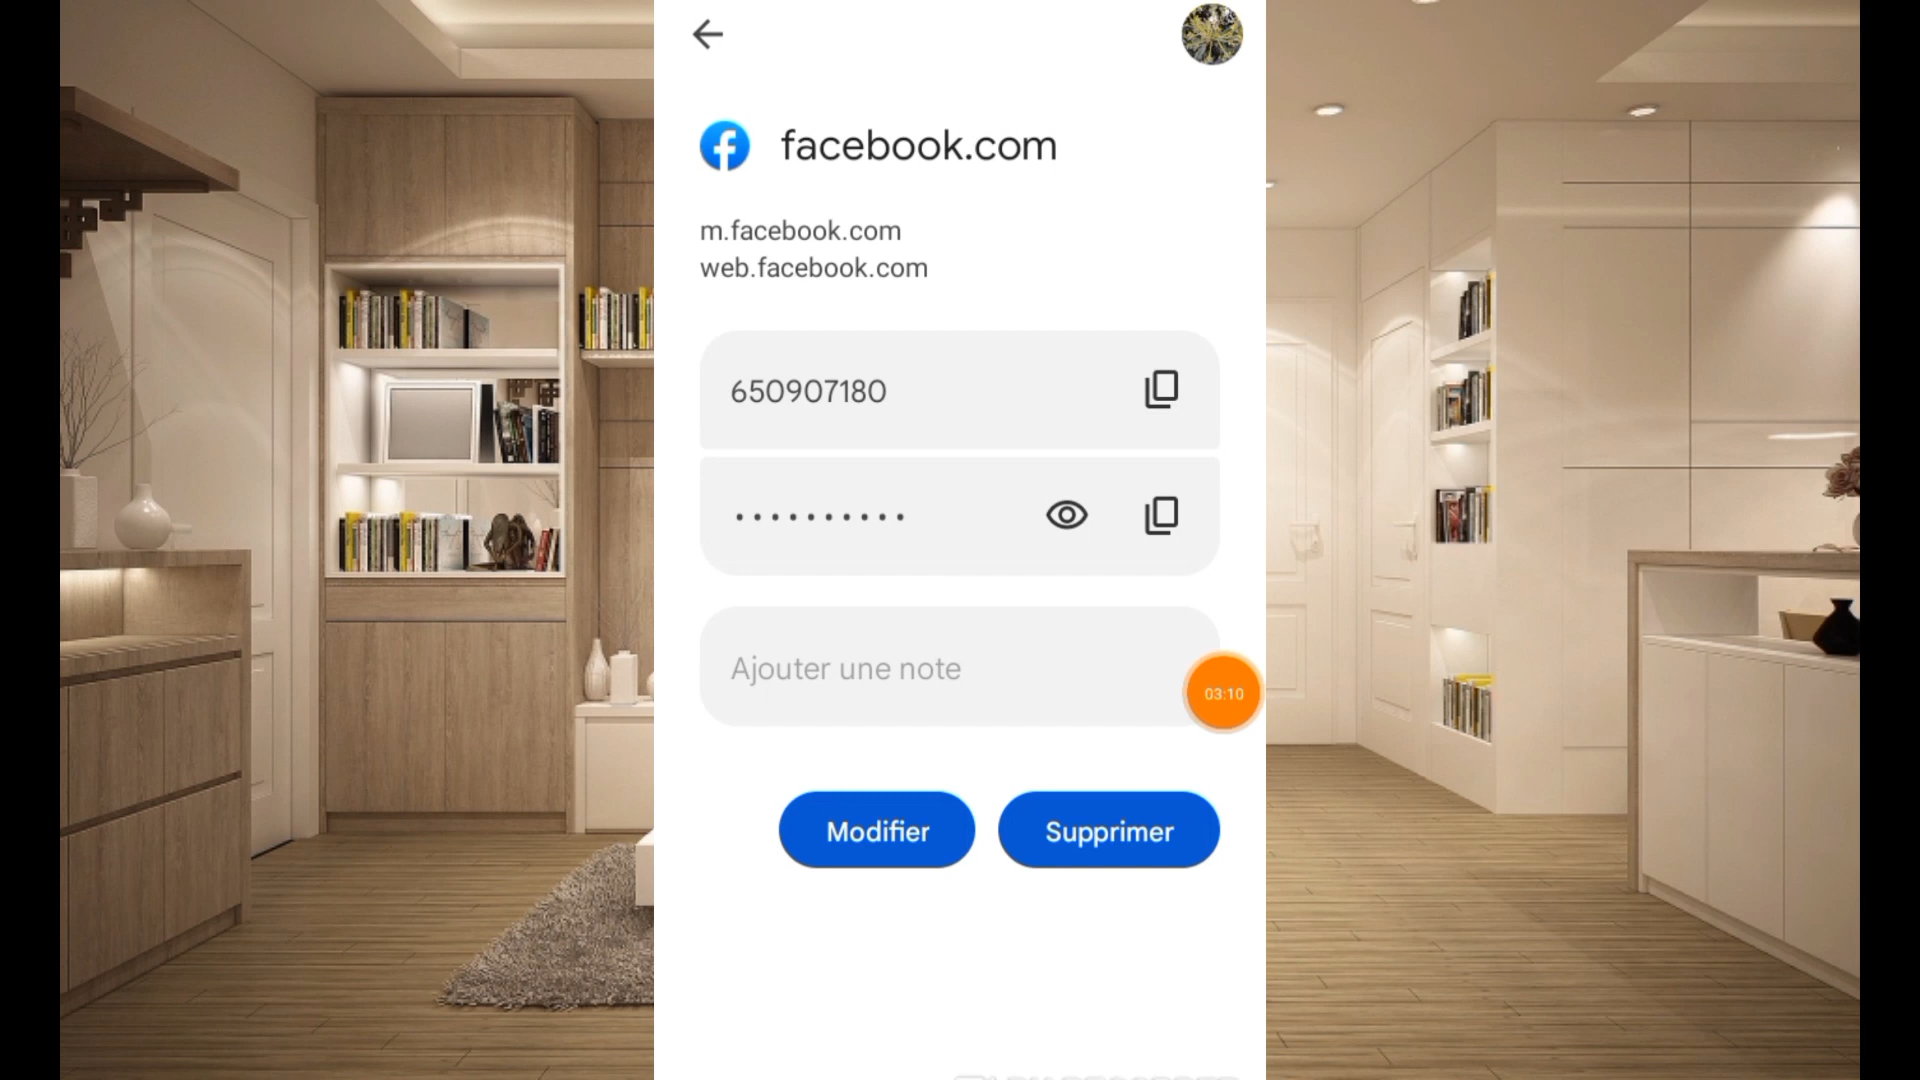 facebook.com
m.facebook.com
web.facebook.com
650907180
••••••••••
Ajouter une note
03:10
Modifier
Supprimer